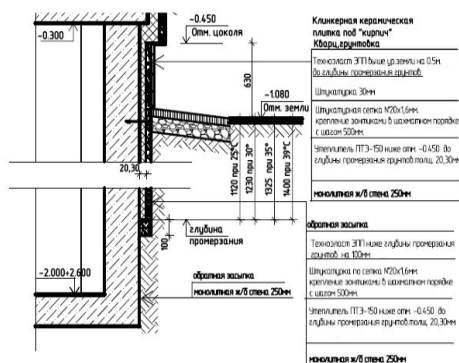 -0.450
Отм. цоколя
-0.300
630
-1.080
Отм. земли
20,30
1120 при 25°С
1230 при 30°
1325 при 35°
1400 при 39°С
глубина
промерзания
100
-2.000÷2,600
обратная засыпка
монолитная ж/б стена 250мм
Клинкерная керамическая
плитка под "кирпич"
Кварц.грунтовка
Техноэласт ЭПП выше ур.земли на 0.5м.
до глубины промерзания грунтов
Штукатурка 30мм
Штукатурная сетка №20х1,6мм.
крепление зонтиками в шахматном порядке
с шагом 500мм.
Утеплитель ПТЭ-150 ниже отм. -0.450 до
глубины промерзания грунтов толщ. 20,30мм
монолитная ж/б стена 250мм
обратная засыпка
Техноэласт ЭПП ниже глубины промерзания
грунтов на 100мм
Штукатурка по сетка №20х1,6мм
крепление зонтиками в шахматном порядке
с шагом 500мм.
Утеплитель ПТЭ-150 ниже отм. -0.450 до
глубины промерзания грунтов.толщ. 20,30мм
монолитная ж/б стена 250мм